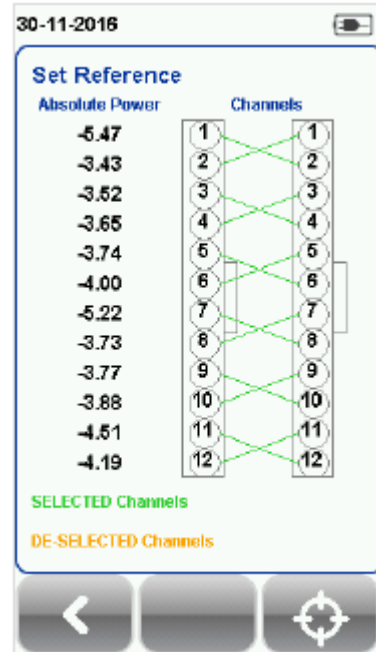 30-11-2016
Set Reference
Absolute Power Channels
-5.47 1 1
-3.43 2 2
-3.52 3 3
-3.65 4 4
-3.74 5 5
-4.00 6 6
-5.22 7 7
-3.73 8 8
-3.77 9 9
-3.88 10 10
-4.51 11 11
-4.19 12 12
SELECTED Channels
DE-SELECTED Channels